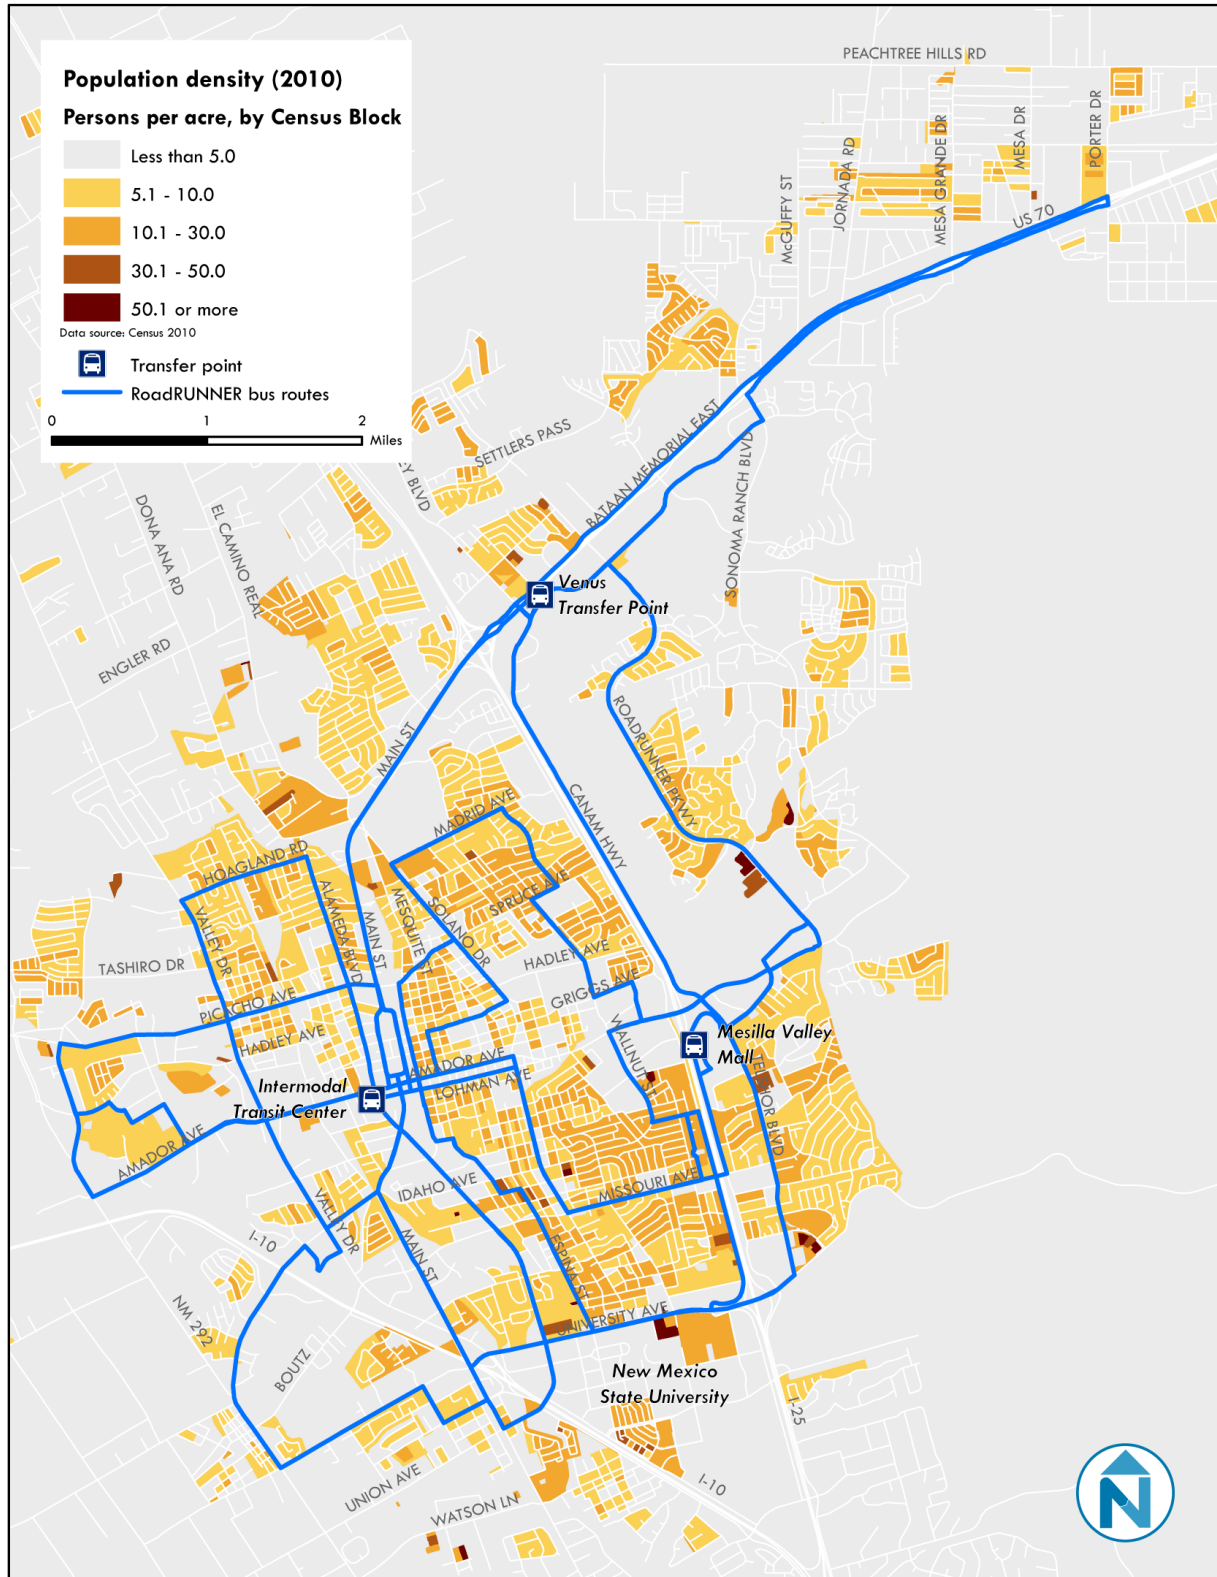 PEACHTREE HILLS RD
Population density (2010)
Persons per acre, by Census Block
Less than 5.0
5.1 - 10.0
10.1 - 30.0
30.1 - 50.0
50.1 or more
Data source: Census 2010
Transfer point
RoadRUNNER bus routes
0 1 2
Miles
McGUFFY ST
JORNADA RD
MESA GRANDE DR
MESA DR
PORTER DR
US 70
SETTLERS PASS
BATAAN MEMORIAL EAST
SONOMA RANCH BLVD
EY BLVD
DONA ANA RD
EL CAMINO REAL
ENGLER RD
Venus
Transfer Point
MAIN ST
ROADRUNNER PKWY
CANAM HWY
MADRID AVE
HOAGLAND RD
VALLEY DR
ALAMEDA BLVD
MAIN ST
MESQUITE ST
SOLANO DR
SPRUCE AVE
HADLEY AVE
GRIGGS AVE
TASHIRO DR
PICACHO AVE
HADLEY AVE
WALLNUT ST
Mesilla Valley
Mall
TELSHOR BLVD
AMADOR AVE
LOHMAN AVE
Intermodal
Transit Center
AMADOR AVE
IDAHO AVE
MISSOURI AVE
VALLEY DR
MAIN ST
ESPINA ST
I-10
NM 292
BOUTZ
UNIVERSITY AVE
New Mexico
State University
I-25
UNION AVE
WATSON LN
I-10
N